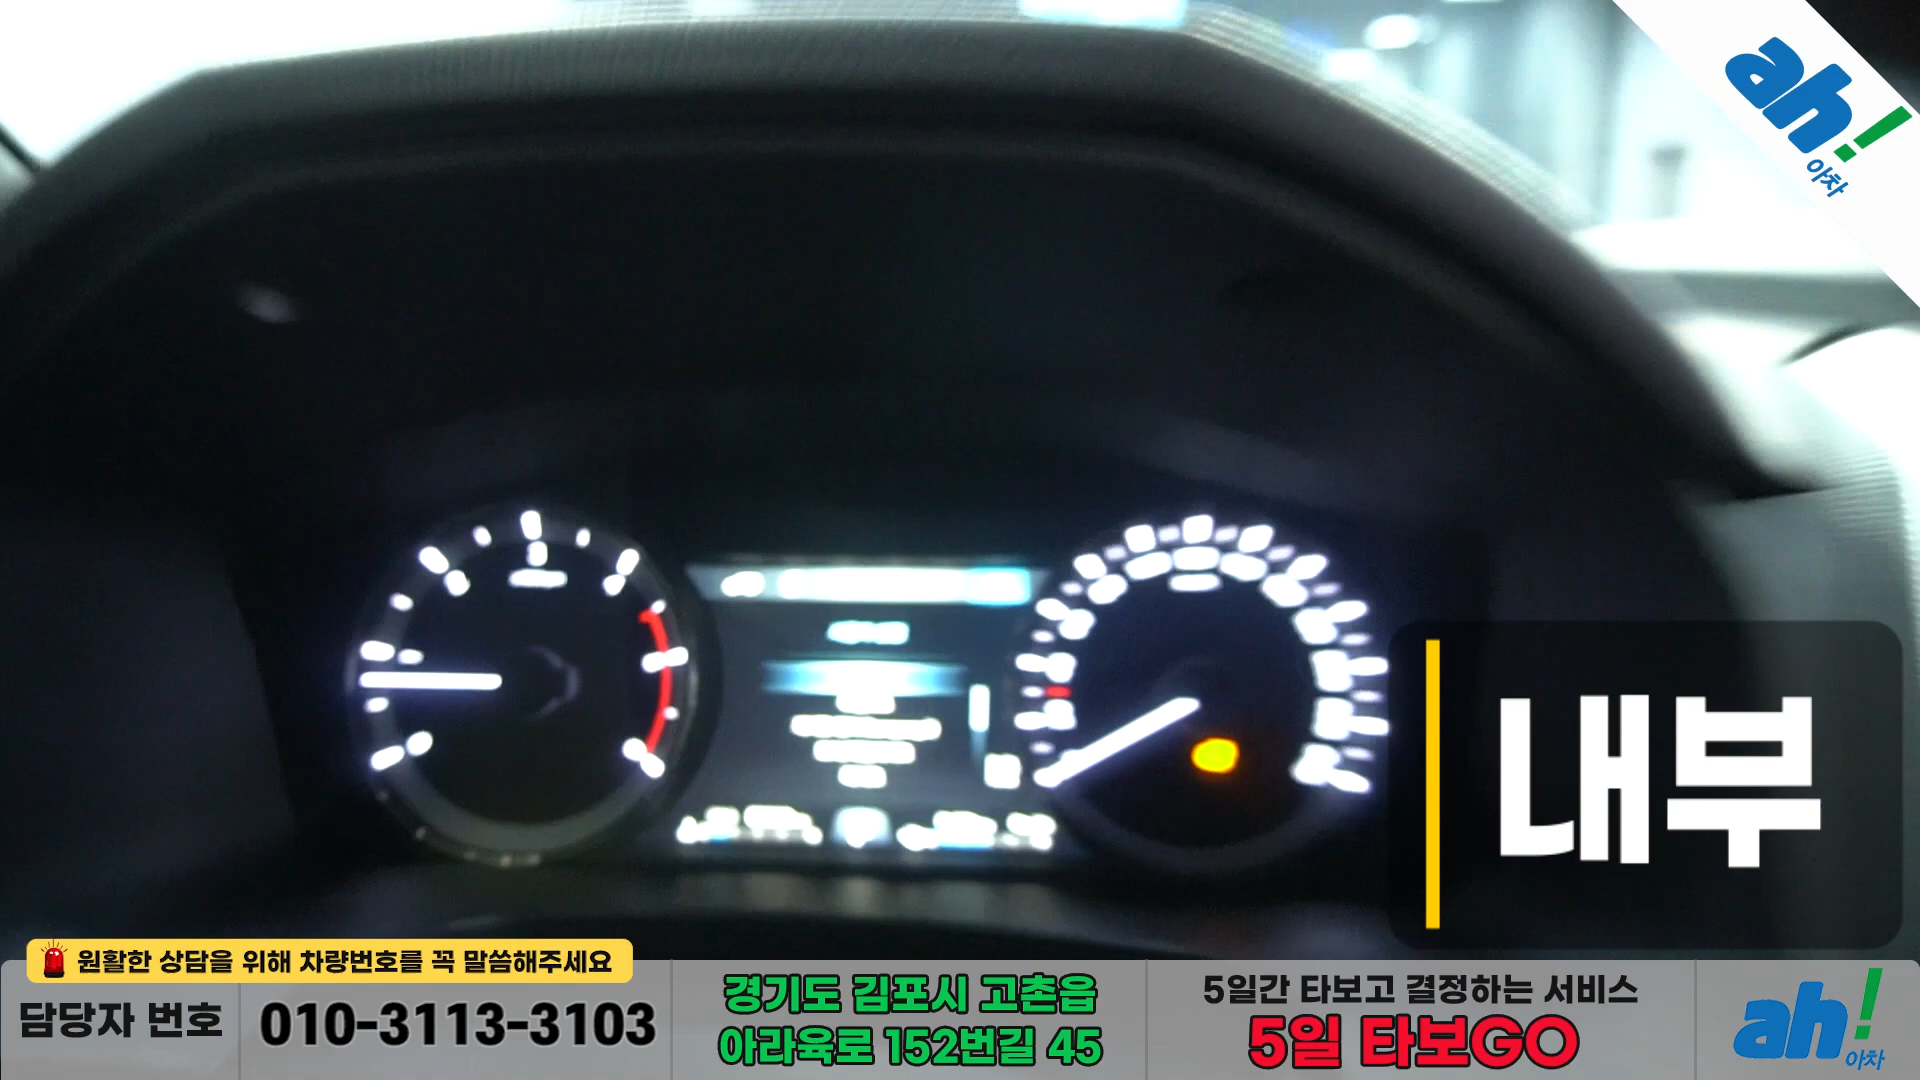 ah!
아차
내부
원활한 상담을 위해 차량번호를 꼭 말씀해주세요
담당자 번호
010-3113-3103
경기도 김포시 고촌읍
아라육로 152번길 45
5일간 타보고 결정하는 서비스
5일 타보GO
ah!
아차